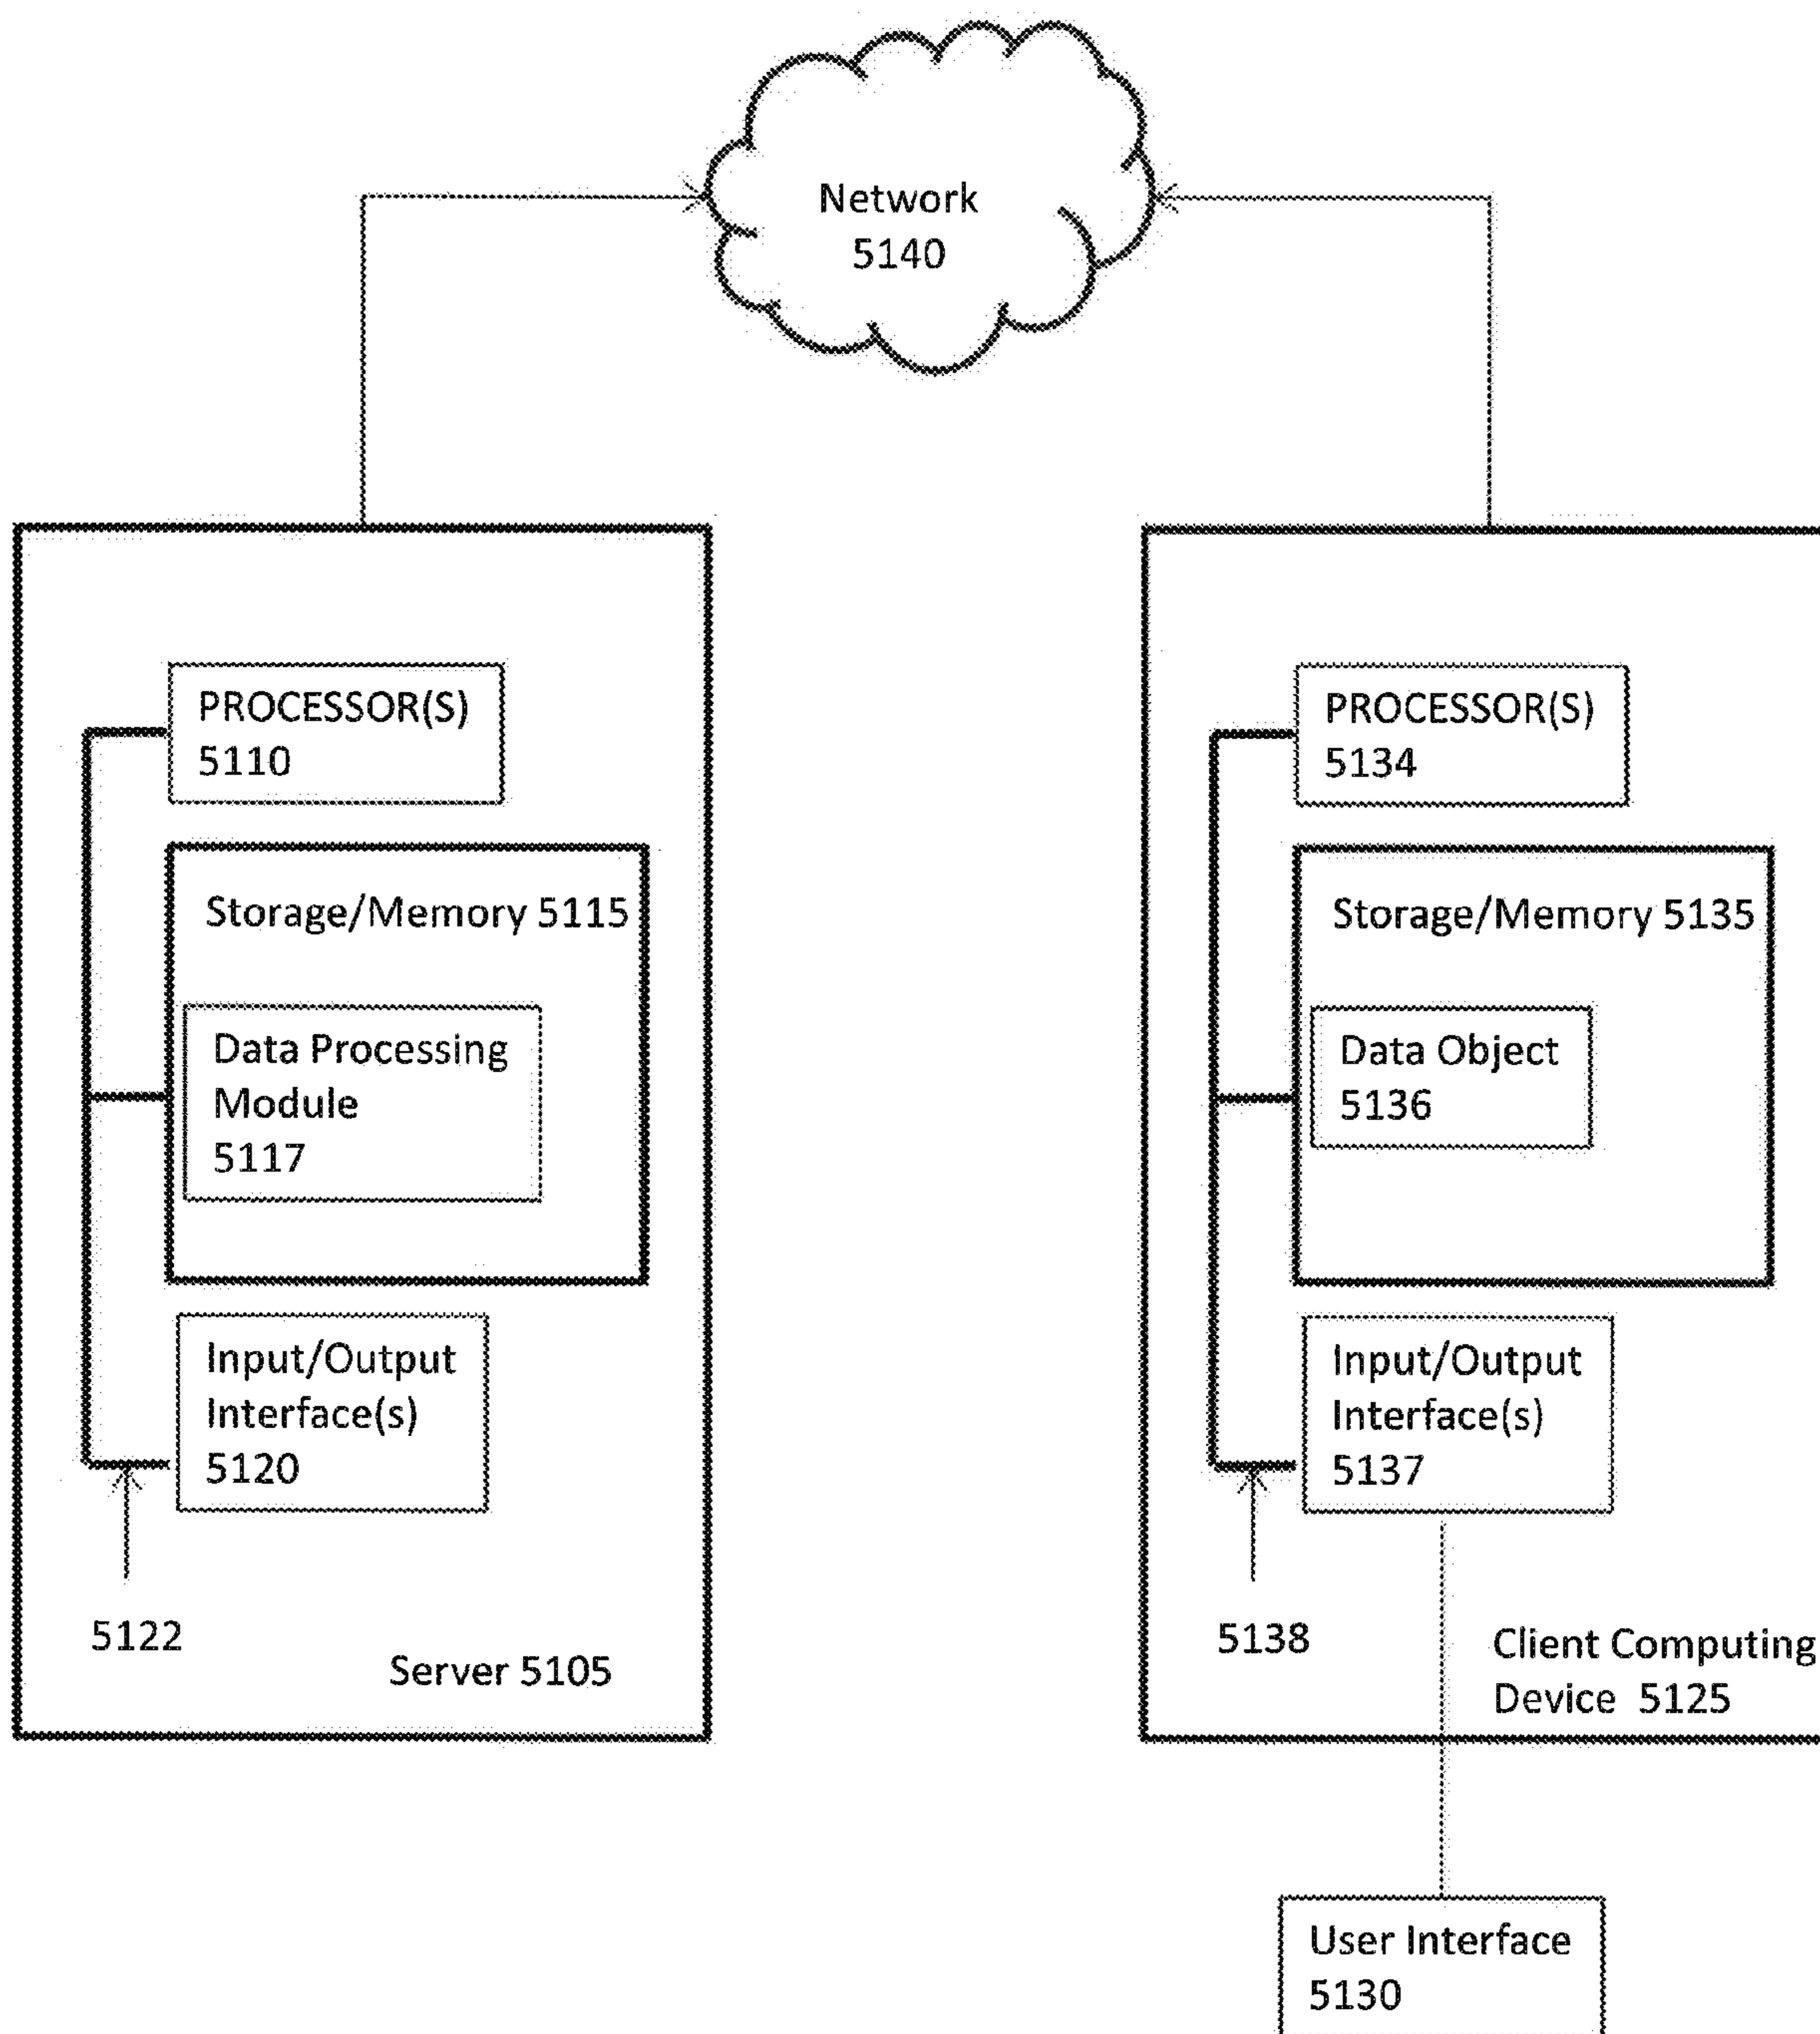 Network
5140
PROCESSOR(S)
5110
Storage/Memory 5115
Data Processing
Module
5117
Input/Output
Interface(s)
5120
5122
Server 5105
PROCESSOR(S)
5134
Storage/Memory 5135
Data Object
5136
Input/Output
Interface(s)
5137
5138
Client Computing
Device 5125
User Interface
5130